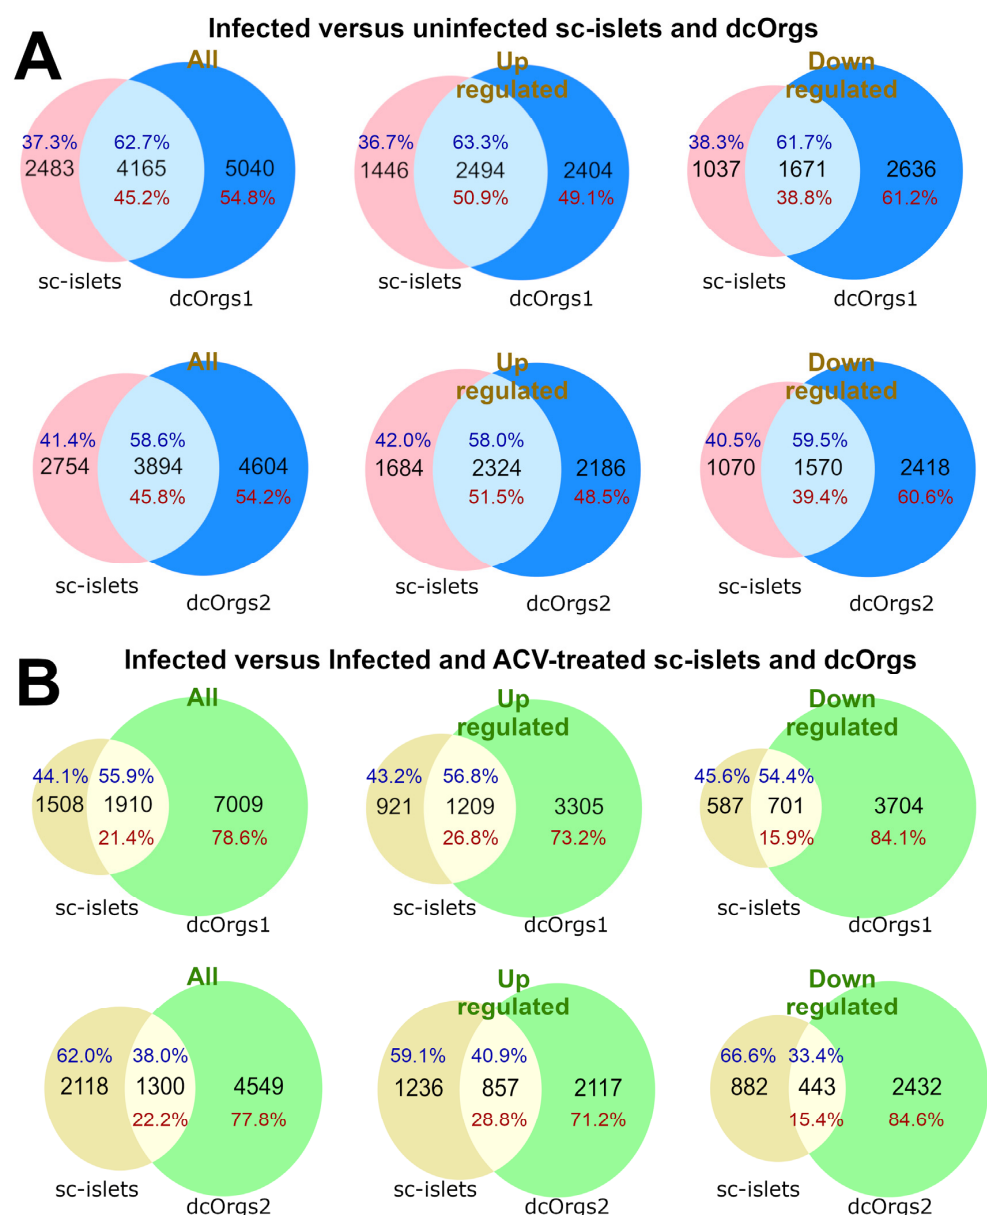 A
Infected versus uninfected sc-islets and dcOrgs
All
37.3% 62.7%
2483 4165 5040
45.2% 54.8%
sc-islets
dcOrgs1
Up
regulated
36.7% 63.3%
1446 2494 2404
50.9% 49.1%
sc-islets
dcOrgs1
Down
regulated
38.3% 61.7%
1037 1671 2636
38.8% 61.2%
sc-islets
dcOrgs1
All
41.4% 58.6%
2754 3894 4604
45.8% 54.2%
sc-islets
dcOrgs2
Up
regulated
42.0% 58.0%
1684 2324 2186
51.5% 48.5%
sc-islets
dcOrgs2
Down
regulated
40.5% 59.5%
1070 1570 2418
39.4% 60.6%
sc-islets
dcOrgs2
B
Infected versus Infected and ACV-treated sc-islets and dcOrgs
All
44.1% 55.9%
1508 1910 7009
21.4% 78.6%
sc-islets
dcOrgs1
Up
regulated
43.2% 56.8%
921 1209 3305
26.8% 73.2%
sc-islets
dcOrgs1
Down
regulated
45.6% 54.4%
587 701 3704
15.9% 84.1%
sc-islets
dcOrgs1
All
62.0% 38.0%
2118 1300 4549
22.2% 77.8%
sc-islets
dcOrgs2
Up
regulated
59.1% 40.9%
1236 857 2117
28.8% 71.2%
sc-islets
dcOrgs2
Down
regulated
66.6% 33.4%
882 443 2432
15.4% 84.6%
sc-islets
dcOrgs2